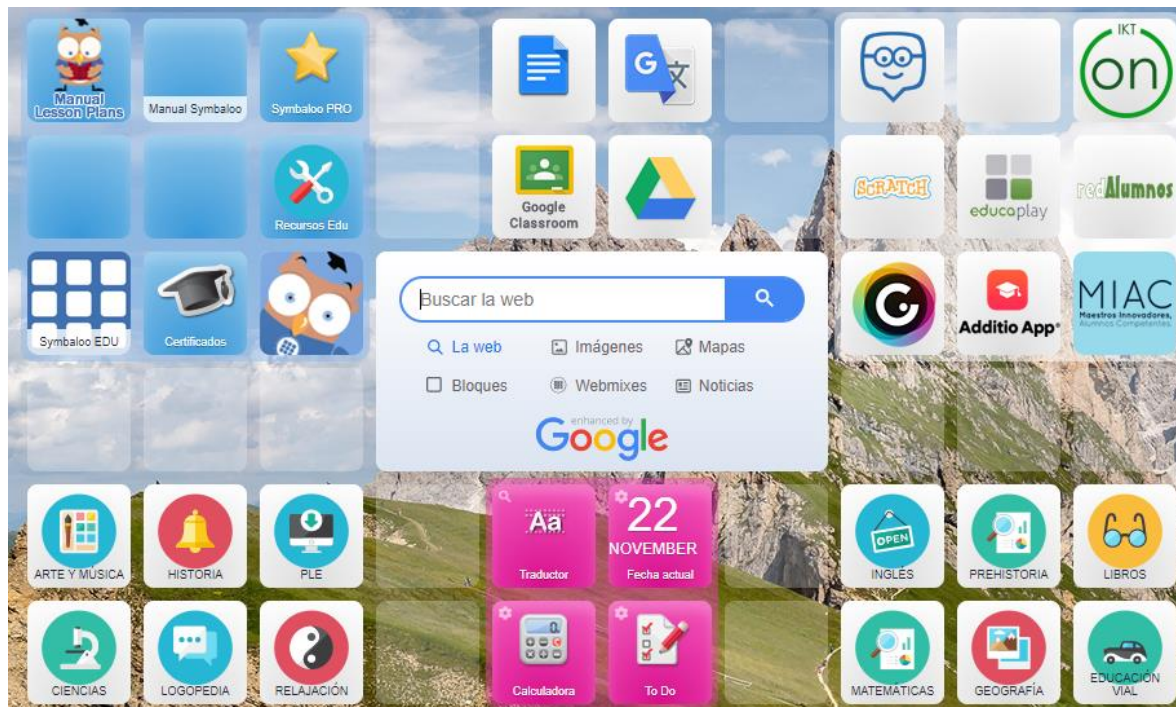 Manual
Lesson Plans
Manual Symbaloo
Symbaloo PRO
G
文
IKT
on
Recursos Edu
Google
Classroom
SCRATCH
educaplay
redAlumnos
Symbaloo EDU
Certificados
Buscar la web
La web
Imágenes
Mapas
Bloques
Webmixes
Noticias
enhanced by
Google
G
Additio App
MIAC
Maestros Innovadores,
Alumnos Competentes
ARTE Y MÚSICA
HISTORIA
PLE
Aa
Traductor
22
NOVEMBER
Fecha actual
OPEN
INGLÉS
PREHISTORIA
LIBROS
CIENCIAS
LOGOPEDIA
RELAJACIÓN
0.
Calculadora
To Do
MATEMÁTICAS
GEOGRAFÍA
EDUCACIÓN
VIAL